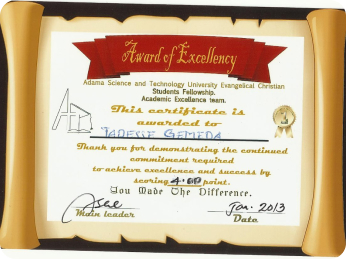 Award of Excellency
Adama Science and Technology University Evangelical Christian
Students Fellowship.
Academic Excellence team.
This certificate is
awarded to
TADESSE GEMEDA
Thank you for demonstrating the continued
commitment required
to achieve excellence and success by
scoring 4.00 point.
You Made The Difference.
Jan. 2013
Main leader
Date